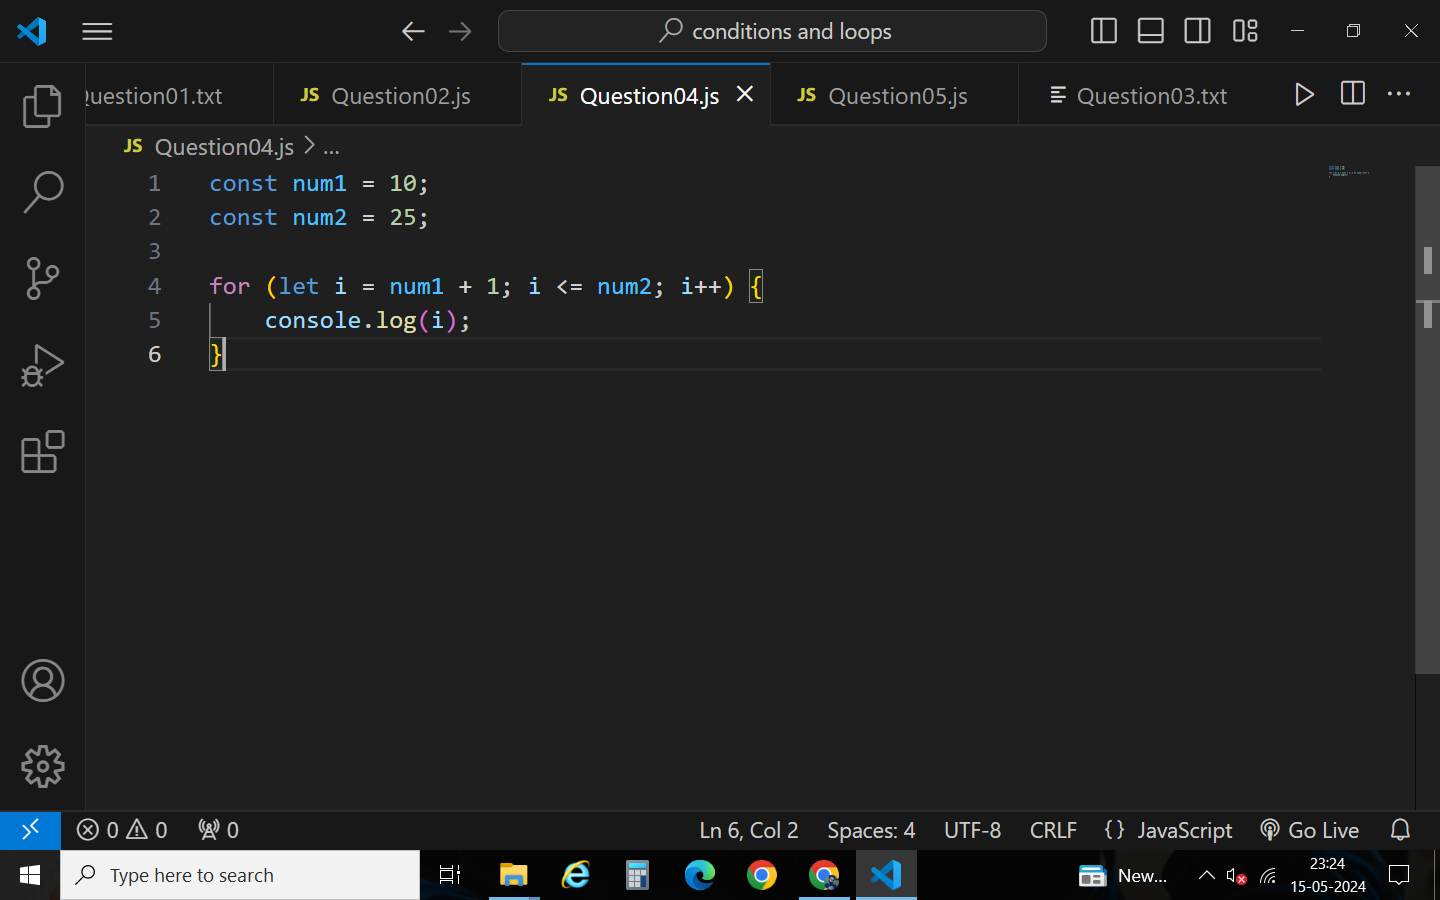 conditions and loops
uestion01.txt
JS Question02.js
JS Question04.js
JS Question05.js
Question03.txt
JS Question04.js > ...
1 const num1 = 10;
2 const num2 = 25;
3
4 for (let i = num1 + 1; i <= num2; i++) {
5     console.log(i);
6 }
0 0 0 Ln 6, Col 2 Spaces: 4 UTF-8 CRLF {} JavaScript Go Live
Type here to search
New...
23:24
15-05-2024